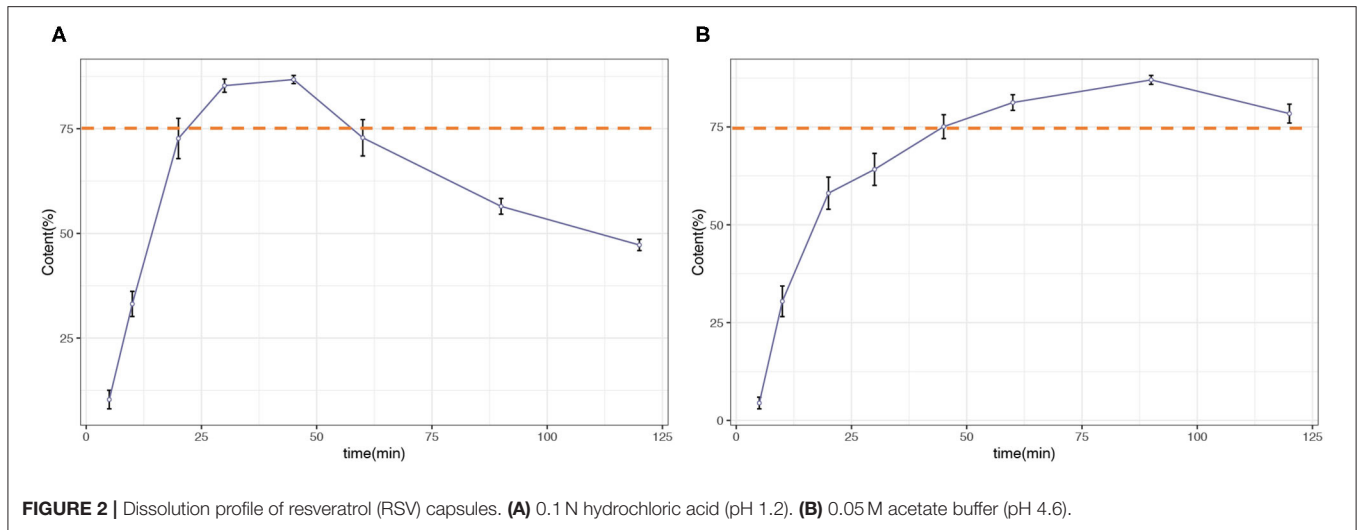 A
B
Cotent(%)
75
50
25
0
25
50
75
100
125
time(min)
Cotent(%)
75
50
25
0
0
25
50
75
100
125
time(min)
FIGURE 2 | Dissolution profile of resveratrol (RSV) capsules. (A) 0.1 N hydrochloric acid (pH 1.2). (B) 0.05 M acetate buffer (pH 4.6).